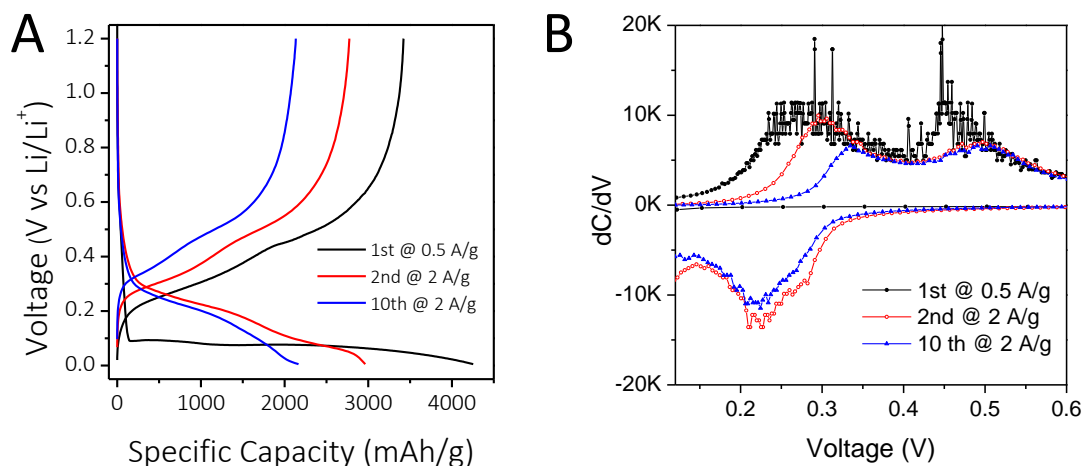 A
Voltage (V vs Li/Li⁺)
1.2
1.0
0.8
0.6
0.4
0.2
0.0
1st @ 0.5 A/g
2nd @ 2 A/g
10th @ 2 A/g
0
1000
2000
3000
4000
Specific Capacity (mAh/g)
B
dC/dV
20K
10K
0K
-10K
-20K
1st @ 0.5 A/g
2nd @ 2 A/g
10 th @ 2 A/g
0.2
0.3
0.4
0.5
0.6
Voltage (V)